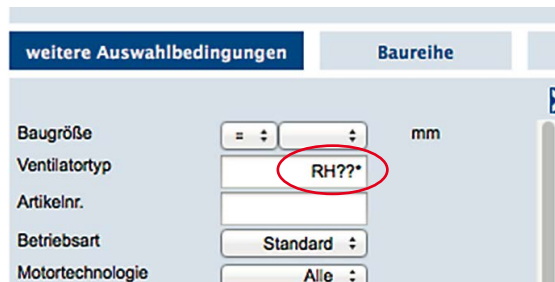 weitere Auswahlbedingungen Baureihe
Baugröße = mm
Ventilatortyp RH??*
Artikelnr.
Betriebsart Standard
Motortechnologie Alle